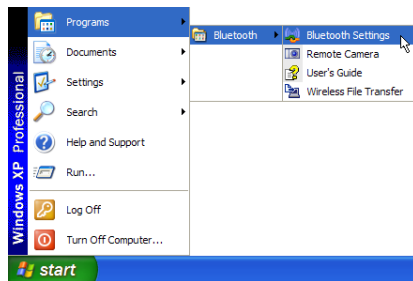 Programs
Documents
Settings
Search
Help and Support
Run...
Log Off
Turn Off Computer...
Windows XP Professional
start
Bluetooth
Bluetooth Settings
Remote Camera
User's Guide
Wireless File Transfer